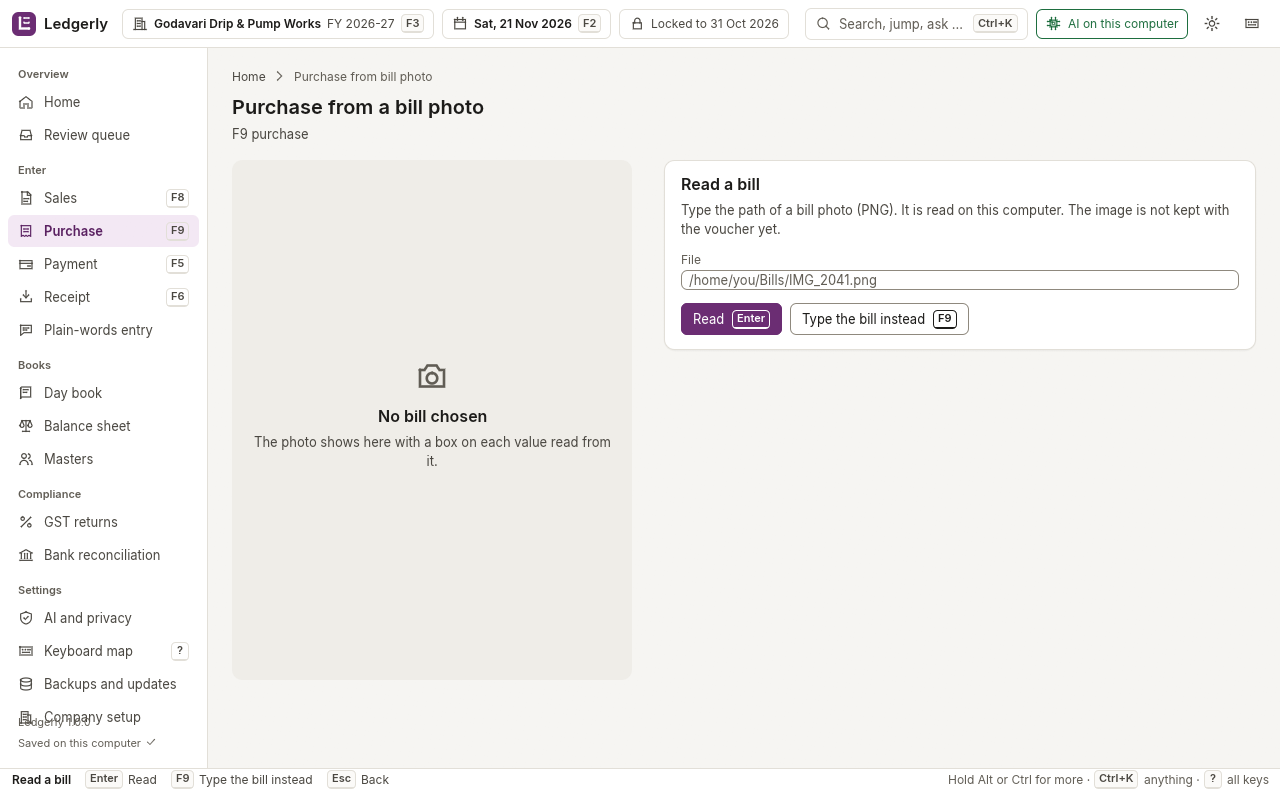 Ledgerly
Godavari Drip & Pump Works FY 2026-27 F3
Sat, 21 Nov 2026 F2
Locked to 31 Oct 2026
Search, jump, ask ... Ctrl+K
AI on this computer
Overview
Home
Review queue
Enter
Sales F8
Purchase F9
Payment F5
Receipt F6
Plain-words entry
Books
Day book
Balance sheet
Masters
Compliance
GST returns
Bank reconciliation
Settings
AI and privacy
Keyboard map ?
Backups and updates
Company setup
Ledgerly 1.0.0
Saved on this computer
Home > Purchase from bill photo
Purchase from a bill photo
F9 purchase
No bill chosen
The photo shows here with a box on each value read from
it.
Read a bill
Type the path of a bill photo (PNG). It is read on this computer. The image is not kept with
the voucher yet.
File
/home/you/Bills/IMG_2041.png
Read Enter
Type the bill instead F9
Read a bill Enter Read F9 Type the bill instead Esc Back
Hold Alt or Ctrl for more · Ctrl+K anything · ? all keys